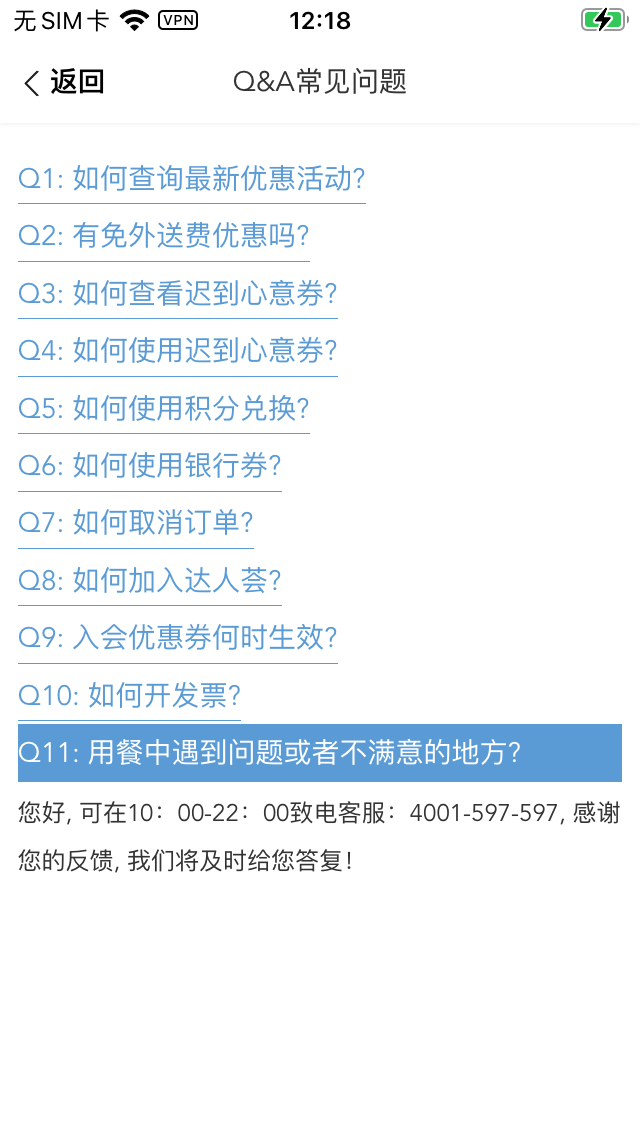 无SIM卡 VPN 12:18
返回 Q&A常见问题
Q1: 如何查询最新优惠活动?
Q2: 有免外送费优惠吗?
Q3: 如何查看迟到心意券?
Q4: 如何使用迟到心意券?
Q5: 如何使用积分兑换?
Q6: 如何使用银行券?
Q7: 如何取消订单?
Q8: 如何加入达人荟?
Q9: 入会优惠券何时生效?
Q10: 如何开发票?
Q11: 用餐中遇到问题或者不满意的地方?
您好, 可在10：00-22：00致电客服：4001-597-597, 感谢
您的反馈, 我们将及时给您答复！